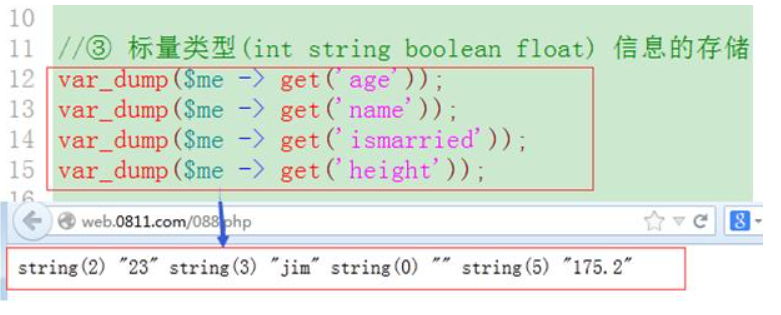 10
11 //③ 标量类型(int string boolean float) 信息的存储
12 var_dump($me -> get('age'));
13 var_dump($me -> get('name'));
14 var_dump($me -> get('ismarried'));
15 var_dump($me -> get('height'));
16
web.0811.com/088.php
string(2) "23" string(3) "jim" string(0) "" string(5) "175.2"